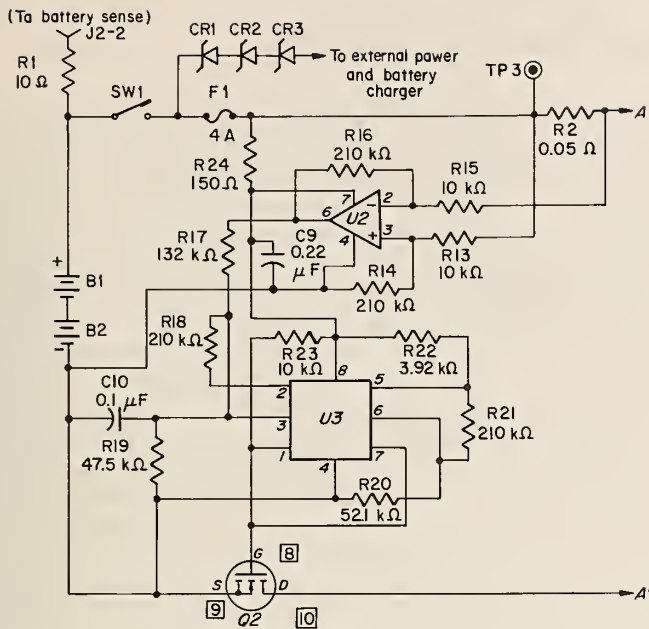 (Ta battery sense)
J2-2
R1
10 Ω
SW1
CR1 CR2 CR3
To external power
and battery
charger
F1
4 A
TP3
R2
0.05 Ω
A
R24
150 Ω
R16
210 kΩ
R15
10 kΩ
7
2
6
U2
-
3
+
4
R13
10 kΩ
R17
132 kΩ
C9
0.22
μF
R14
210 kΩ
+
B1
B2
-
R18
210 kΩ
R23
10 kΩ
8
R22
3.92 kΩ
C10
0.1 μF
2
5
3
U3
6
1
7
4
R21
210 kΩ
R19
47.5 kΩ
R20
52.1 kΩ
G
8
S
D
9
Q2
10
A'